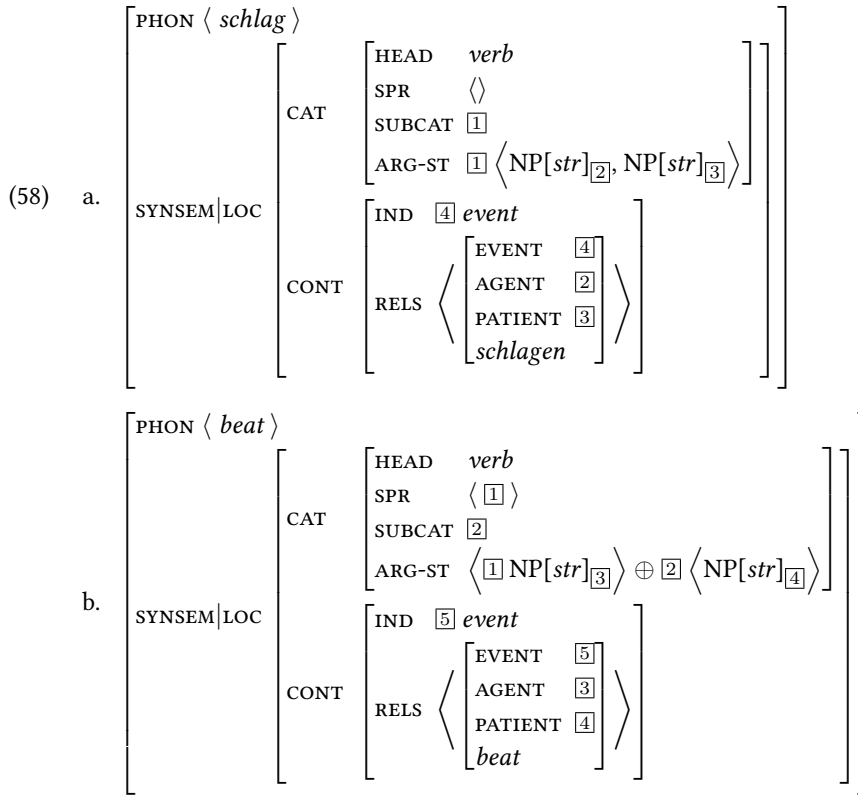 (58) a.
PHON ⟨ schlag ⟩
SYNSEM|LOC
CAT
HEAD verb
SPR ⟨⟩
SUBCAT 1
ARG-ST 1 ⟨NP[str]2, NP[str]3⟩
CONT
IND 4 event
RELS ⟨
EVENT 4
AGENT 2
PATIENT 3
schlagen
⟩
b.
PHON ⟨ beat ⟩
SYNSEM|LOC
CAT
HEAD verb
SPR ⟨ 1 ⟩
SUBCAT 2
ARG-ST ⟨1 NP[str]3⟩ ⊕ 2 ⟨NP[str]4⟩
CONT
IND 5 event
RELS ⟨
EVENT 5
AGENT 3
PATIENT 4
beat
⟩